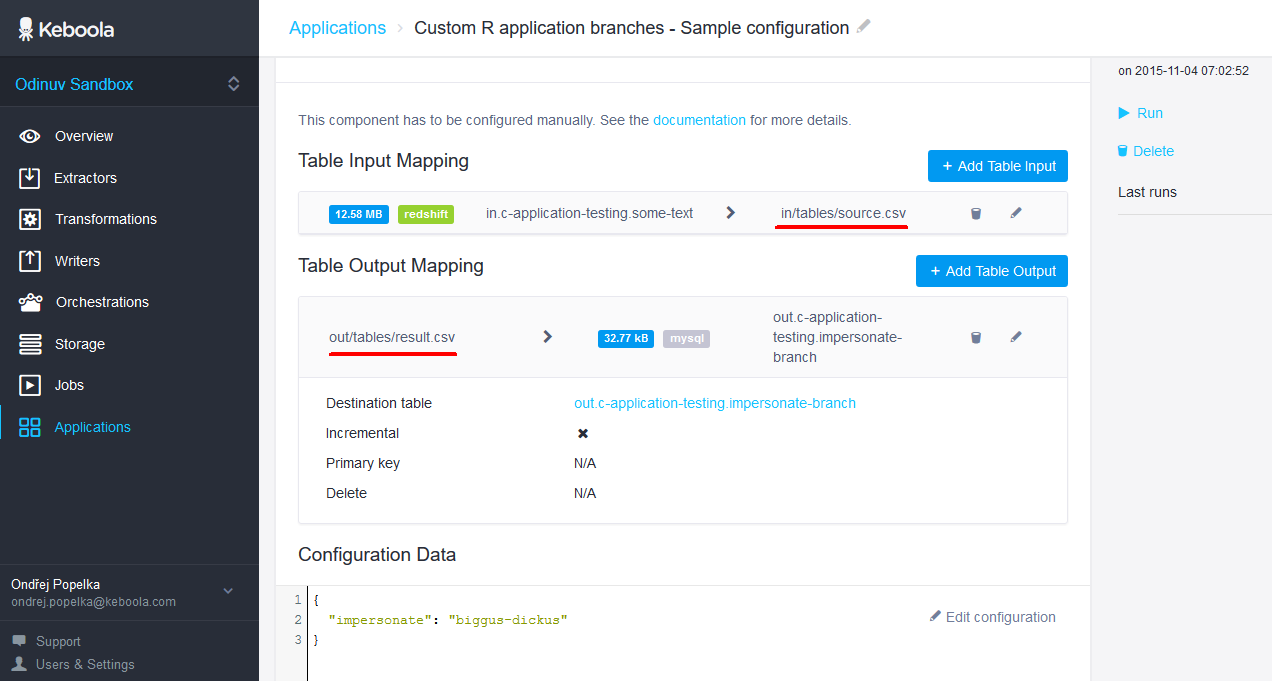 Keboola
Odinuv Sandbox
Overview
Extractors
Transformations
Writers
Orchestrations
Storage
Jobs
Applications
Ondřej Popelka
ondrej.popelka@keboola.com
Support
Users & Settings
Applications › Custom R application branches - Sample configuration
This component has to be configured manually. See the documentation for more details.
Table Input Mapping
+ Add Table Input
12.58 MB redshift in.c-application-testing.some-text in/tables/source.csv
Table Output Mapping
+ Add Table Output
out/tables/result.csv 32.77 kB mysql out.c-application-
testing.impersonate-
branch
Destination table out.c-application-testing.impersonate-branch
Incremental ✖
Primary key N/A
Delete N/A
Configuration Data
1 {
2 "impersonate": "biggus-dickus"
3 }
Edit configuration
on 2015-11-04 07:02:52
Run
Delete
Last runs